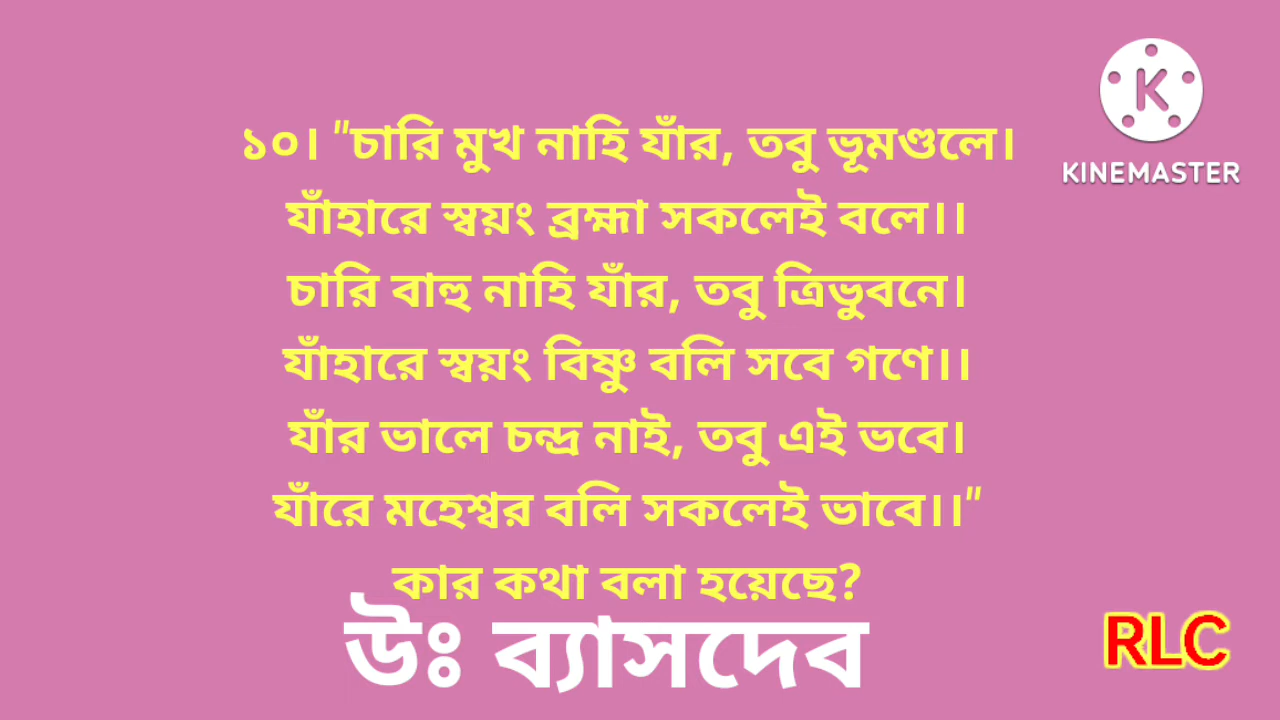 ১০। "চারি মুখ নাহি যাঁর, তবু ভূমণ্ডলে।
যাঁহারে স্বয়ং ব্রহ্মা সকলেই বলে।।
চারি বাহু নাহি যাঁর, তবু ত্রিভুবনে।
যাঁহারে স্বয়ং বিষ্ণু বলি সবে গণে।।
যাঁর ভালে চন্দ্র নাই, তবু এই ভবে।
যাঁরে মহেশ্বর বলি সকলেই ভাবে।।"
কার কথা বলা হয়েছে?
উঃ ব্যাসদেব
K
KINEMASTER
RLC